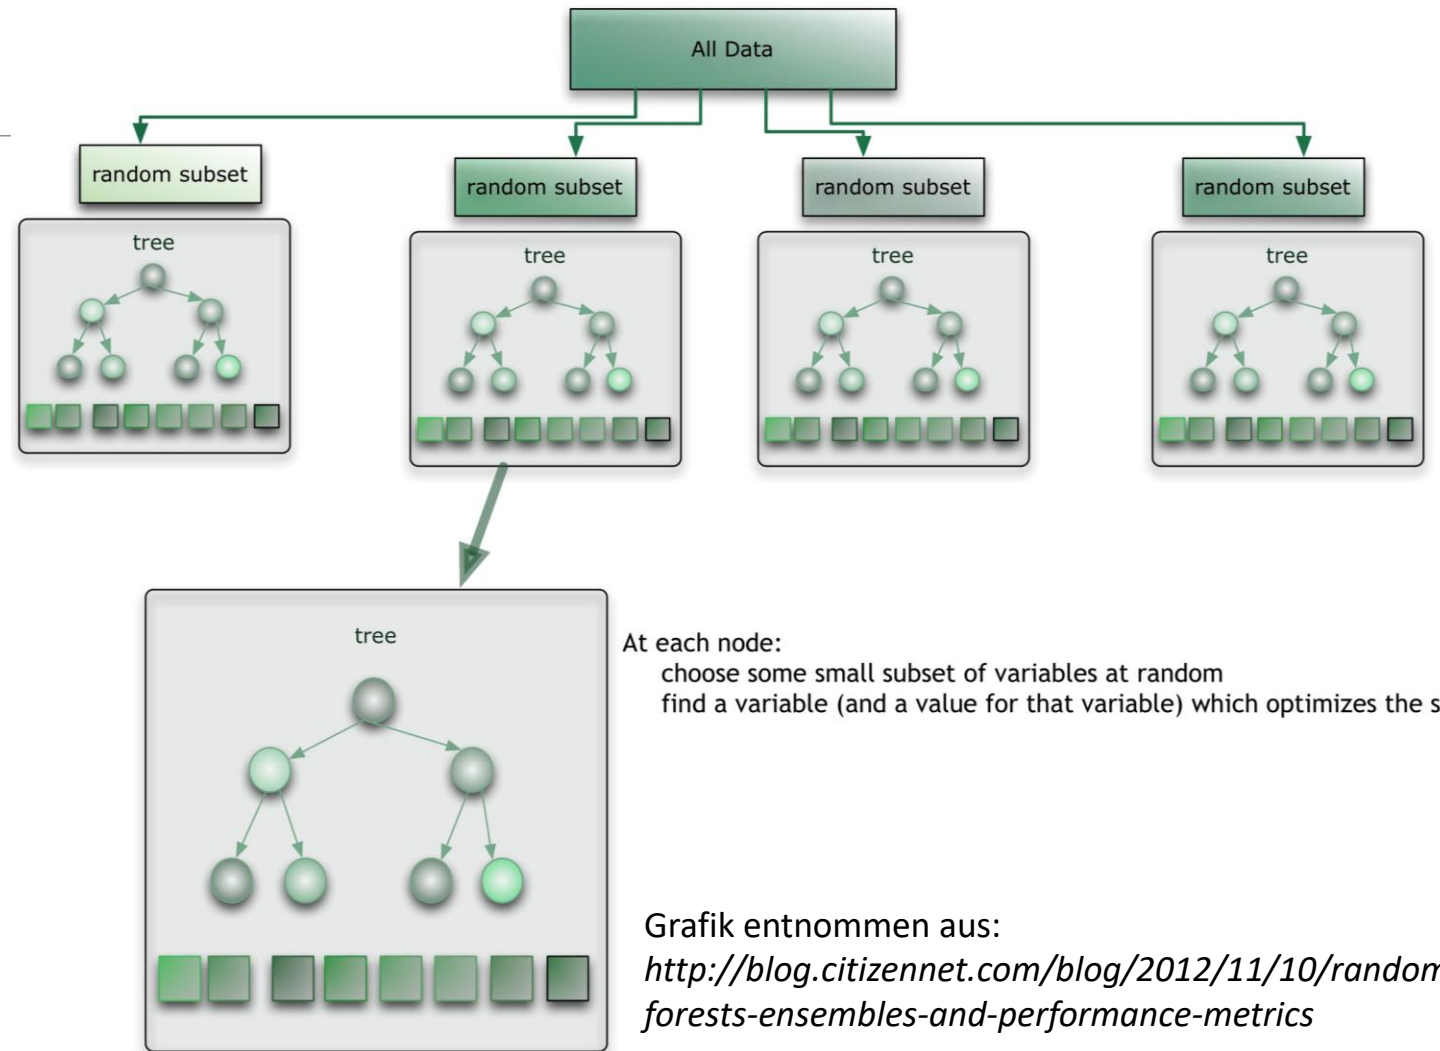 All Data
random subset
random subset
random subset
random subset
tree
tree
tree
tree
tree
At each node:
choose some small subset of variables at random
find a variable (and a value for that variable) which optimizes the s
Grafik entnommen aus:
http://blog.citizennet.com/blog/2012/11/10/random
forests-ensembles-and-performance-metrics